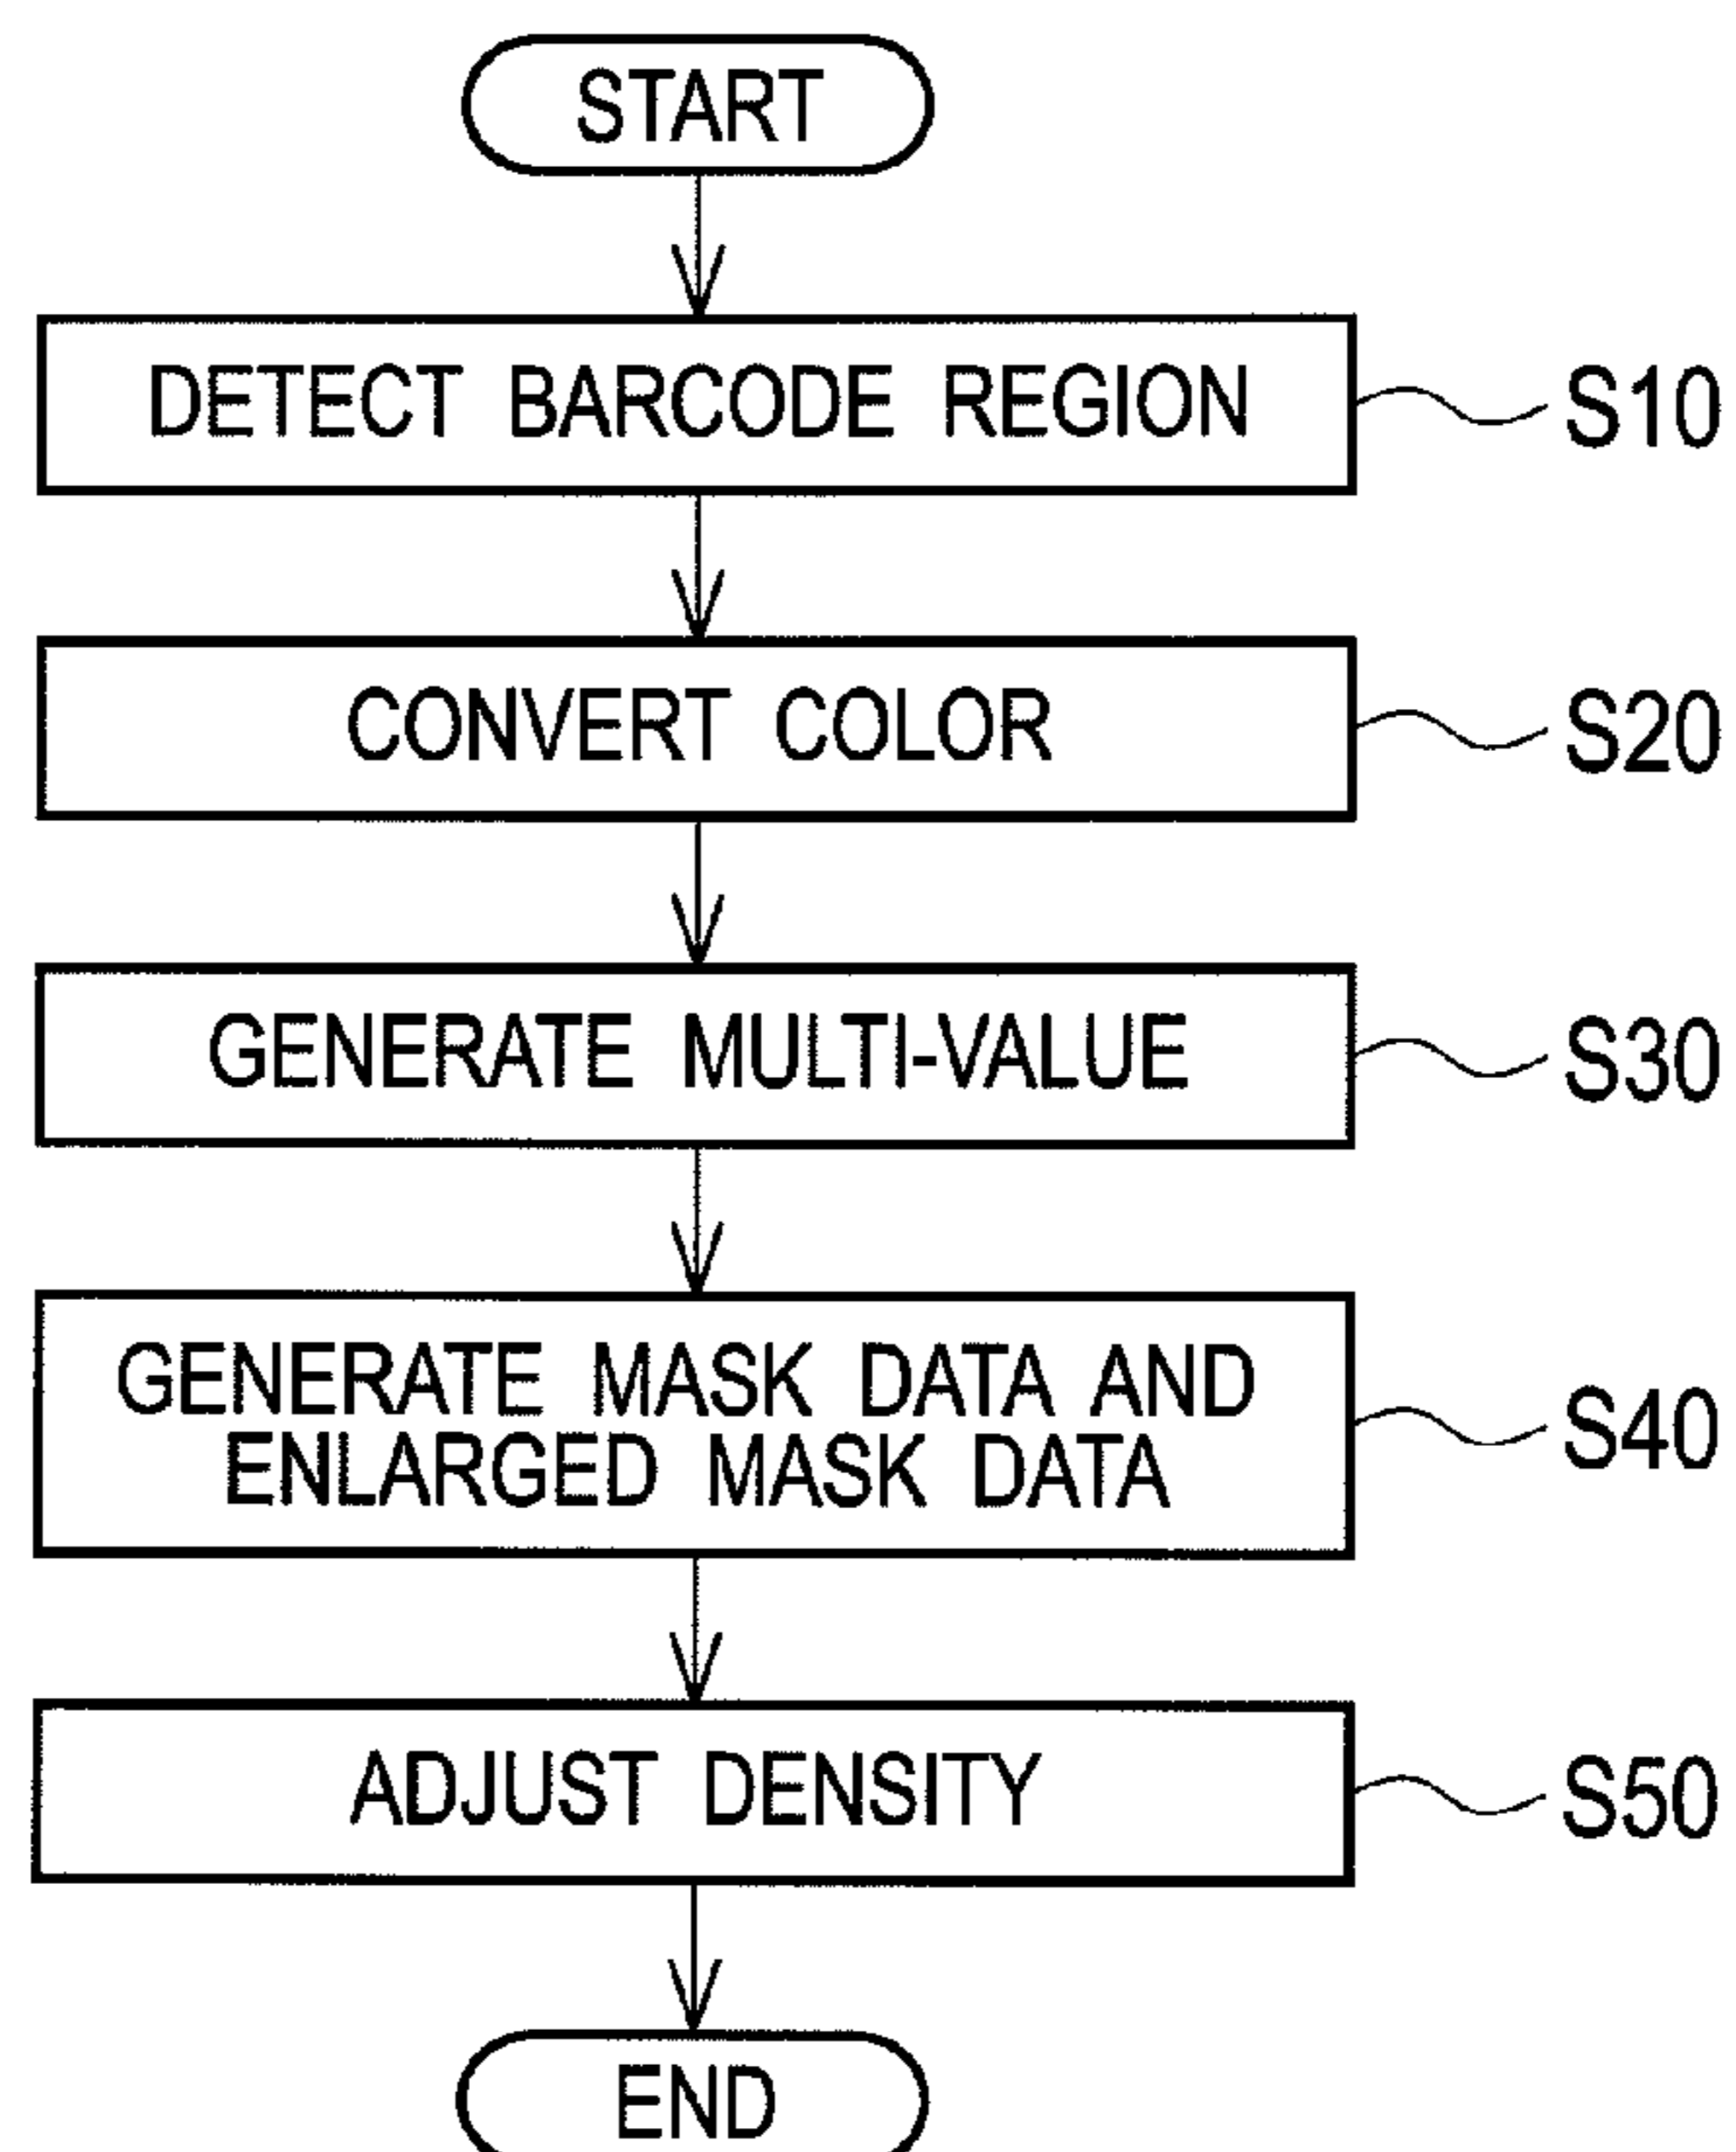 START
DETECT BARCODE REGION
S10
CONVERT COLOR
S20
GENERATE MULTI-VALUE
S30
GENERATE MASK DATA AND
ENLARGED MASK DATA
S40
ADJUST DENSITY
S50
END